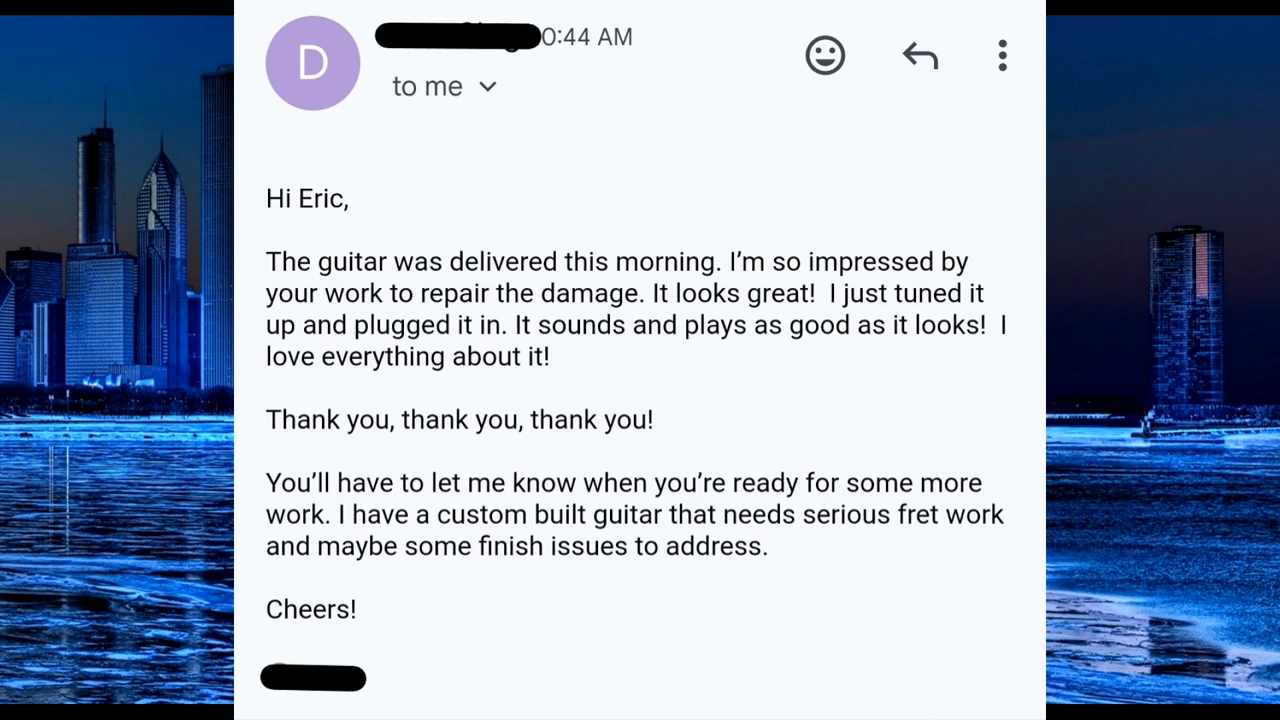 D
0:44 AM
to me
Hi Eric,
The guitar was delivered this morning. I’m so impressed by
your work to repair the damage. It looks great!  I just tuned it
up and plugged it in. It sounds and plays as good as it looks!  I
love everything about it!
Thank you, thank you, thank you!
You’ll have to let me know when you’re ready for some more
work. I have a custom built guitar that needs serious fret work
and maybe some finish issues to address.
Cheers!